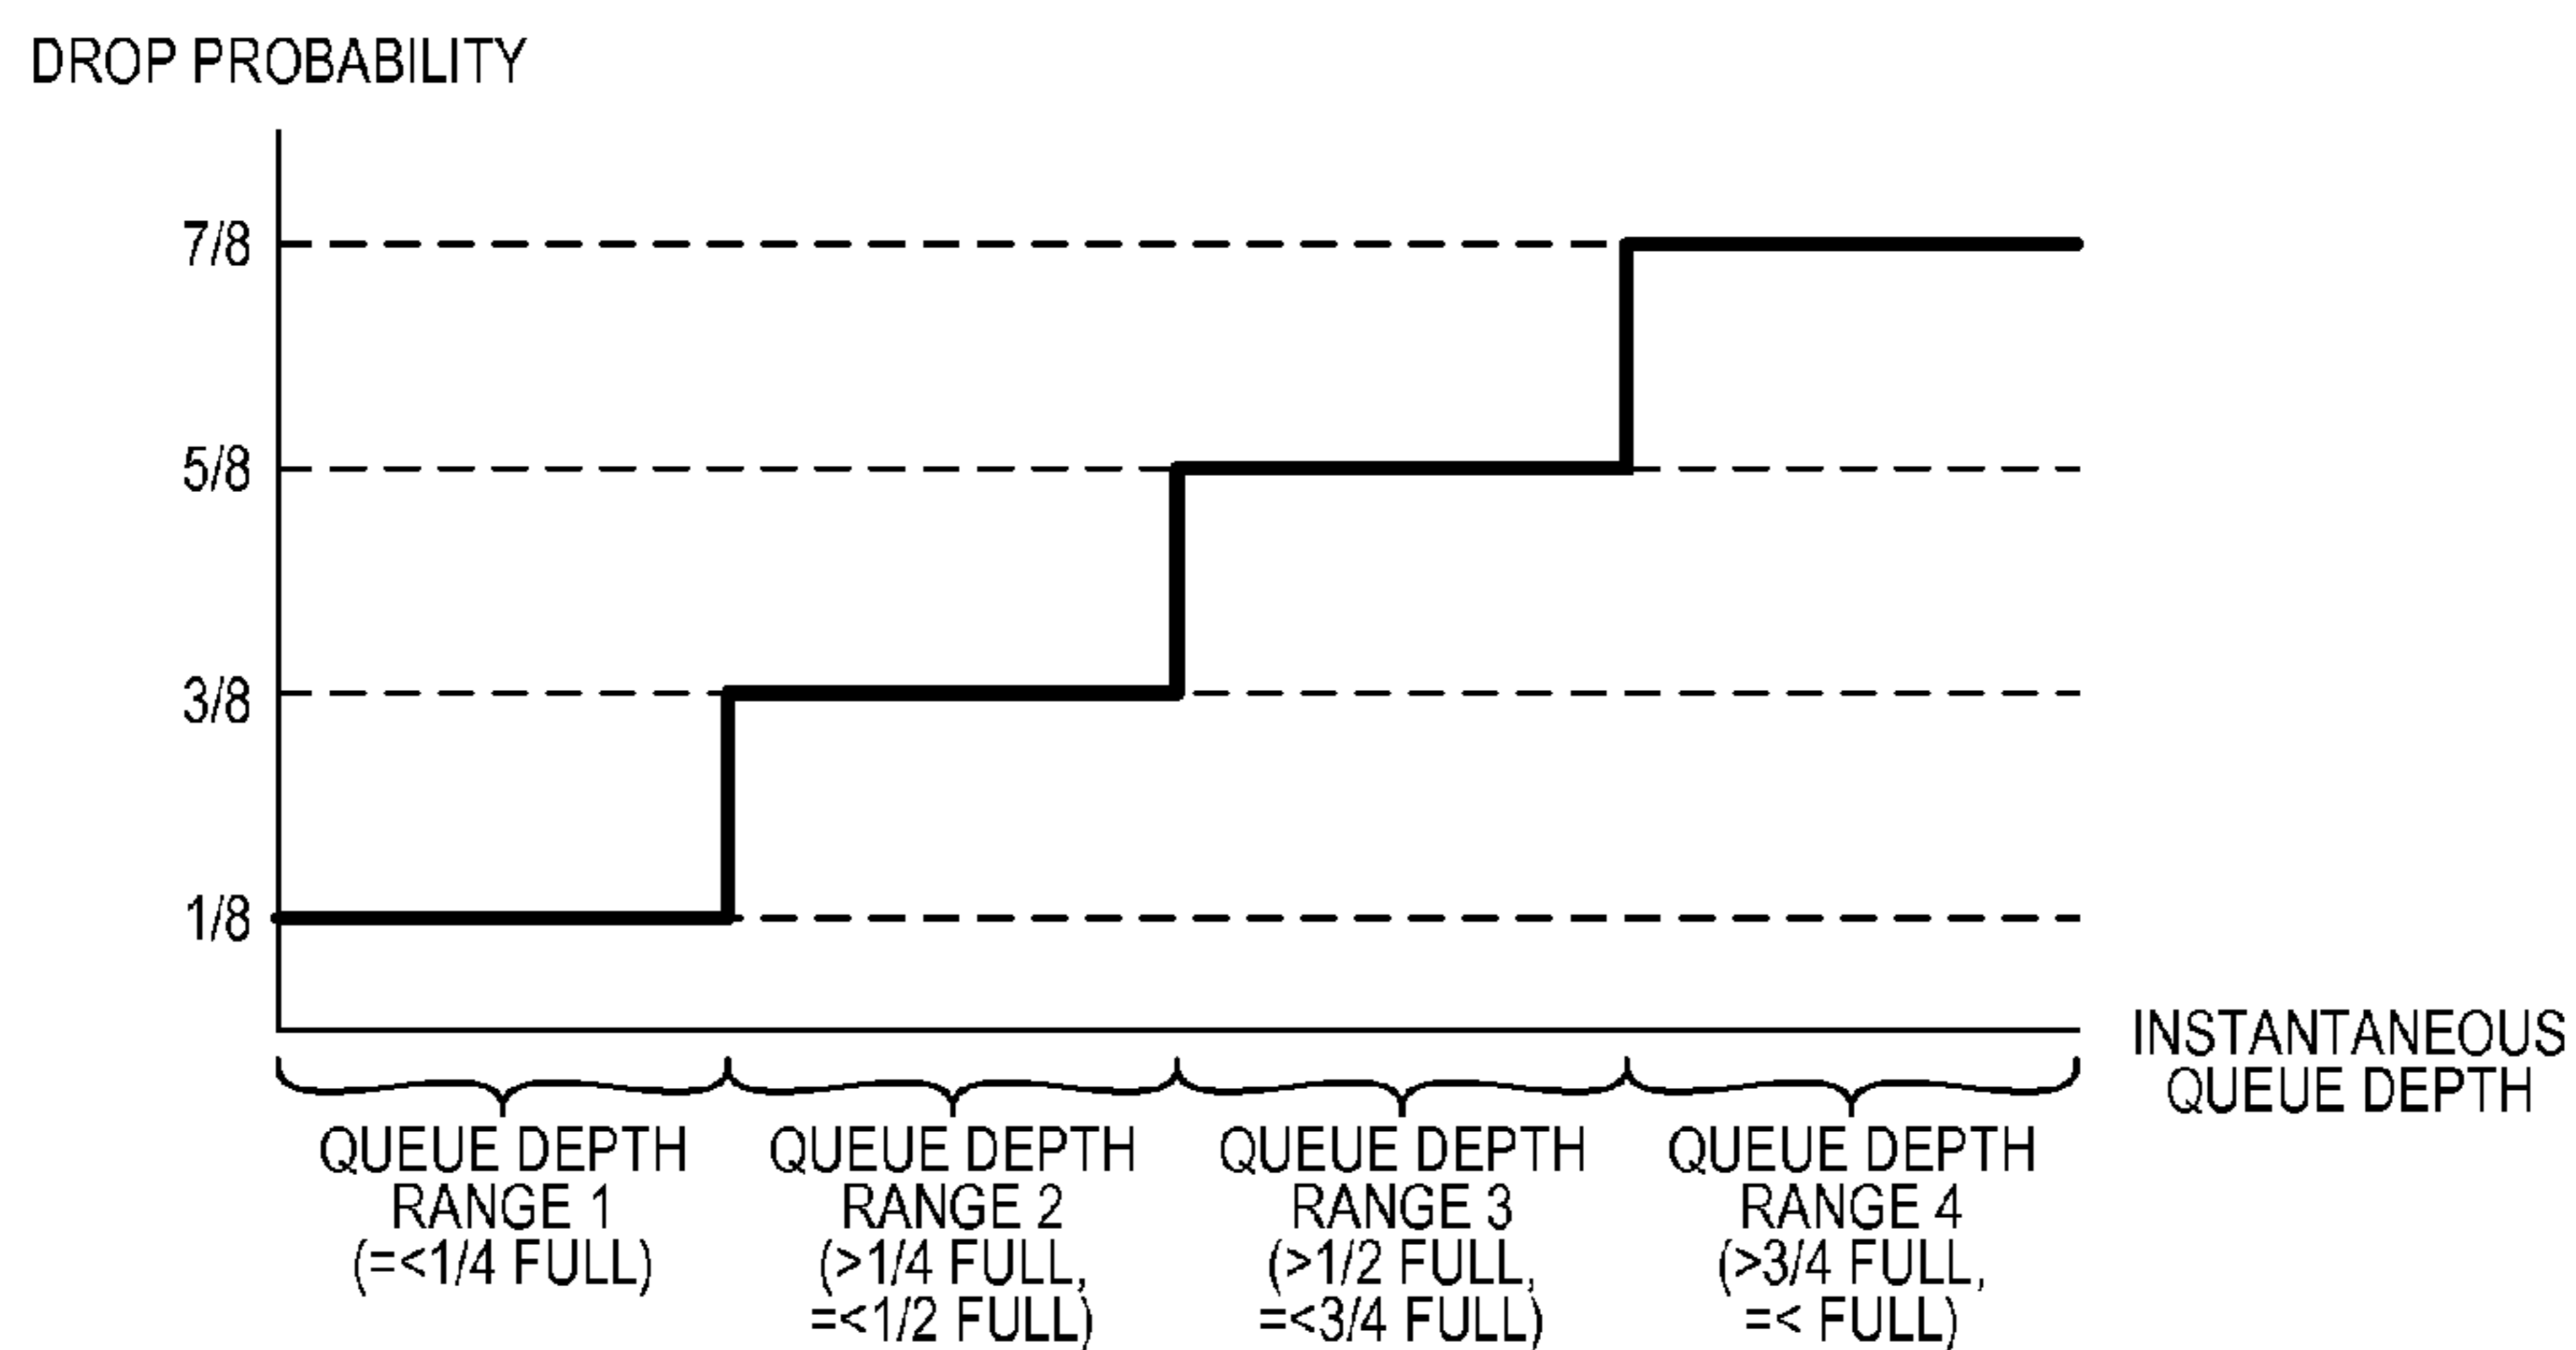 DROP PROBABILITY
7/8
5/8
3/8
1/8
INSTANTANEOUS
QUEUE DEPTH
QUEUE DEPTH
RANGE 1
(=<1/4 FULL)
QUEUE DEPTH
RANGE 2
(>1/4 FULL,
=<1/2 FULL)
QUEUE DEPTH
RANGE 3
(>1/2 FULL,
=<3/4 FULL)
QUEUE DEPTH
RANGE 4
(>3/4 FULL,
=< FULL)